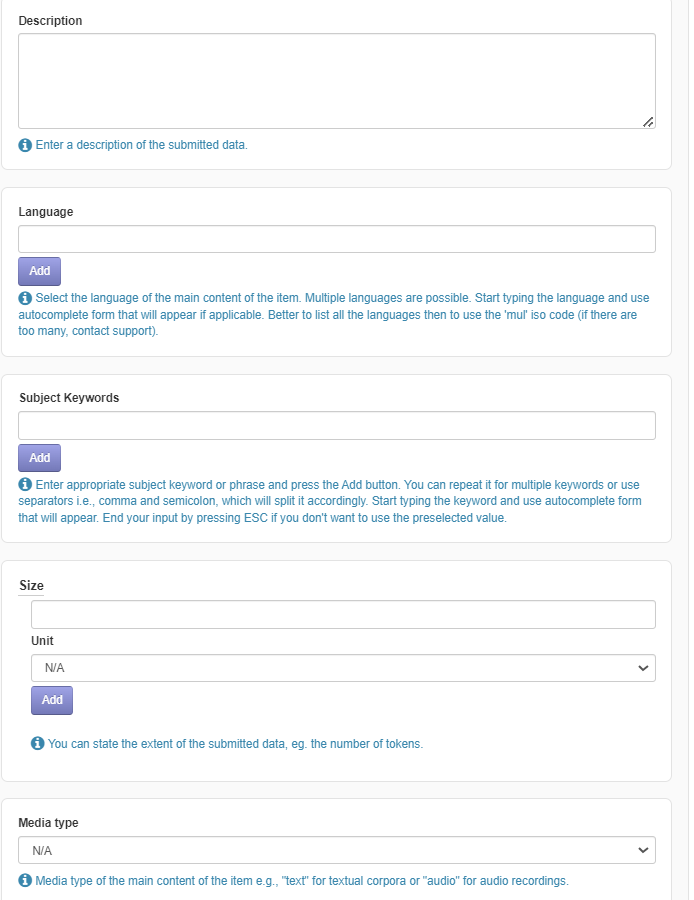 Description
Enter a description of the submitted data.
Language
Add
Select the language of the main content of the item. Multiple languages are possible. Start typing the language and use
autocomplete form that will appear if applicable. Better to list all the languages then to use the 'mul' iso code (if there are
too many, contact support).
Subject Keywords
Add
Enter appropriate subject keyword or phrase and press the Add button. You can repeat it for multiple keywords or use
separators i.e., comma and semicolon, which will split it accordingly. Start typing the keyword and use autocomplete form
that will appear. End your input by pressing ESC if you don't want to use the preselected value.
Size
Unit
N/A
Add
You can state the extent of the submitted data, eg. the number of tokens.
Media type
N/A
Media type of the main content of the item e.g., "text" for textual corpora or "audio" for audio recordings.